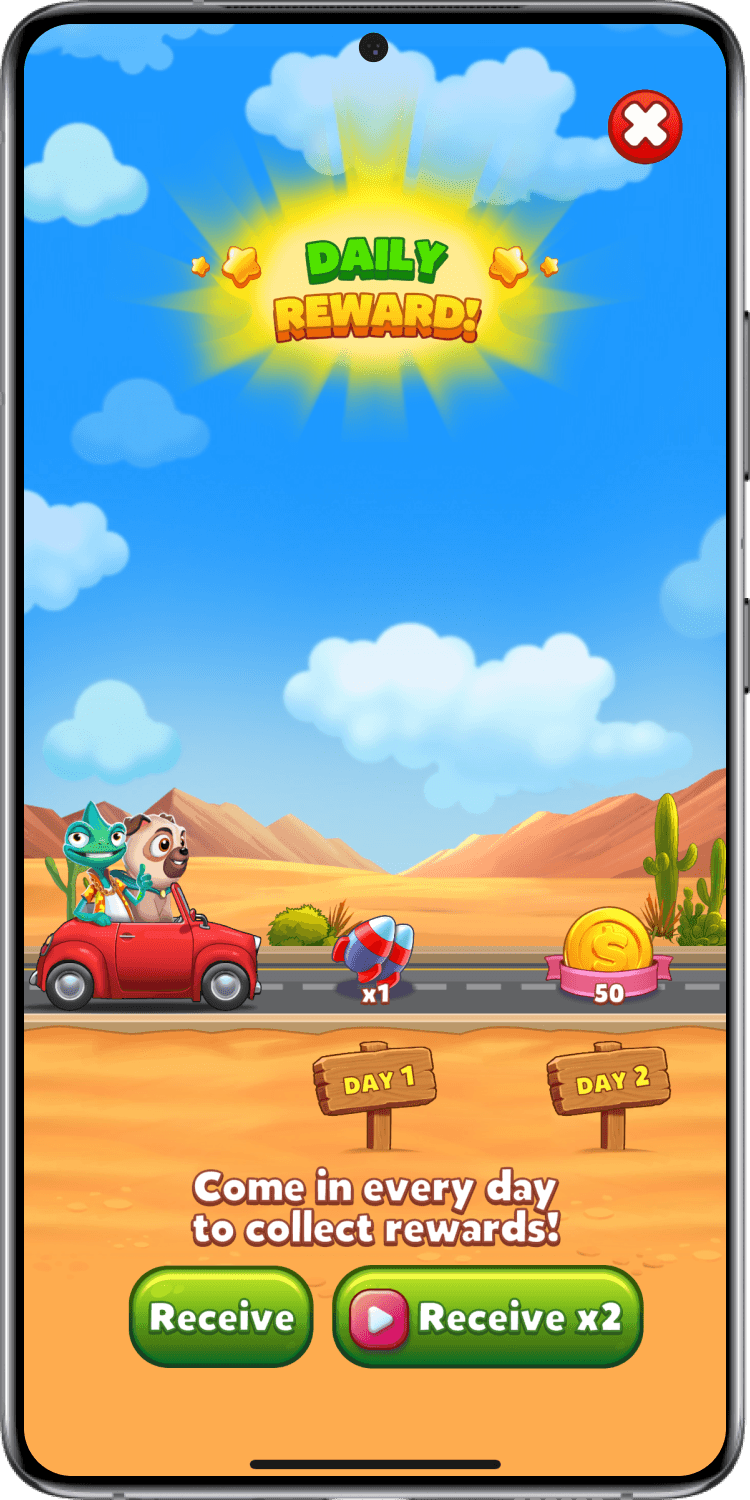 DAILY
REWARD!
x1
50
DAY 1
DAY 2
Come in every day
to collect rewards!
Receive
Receive x2